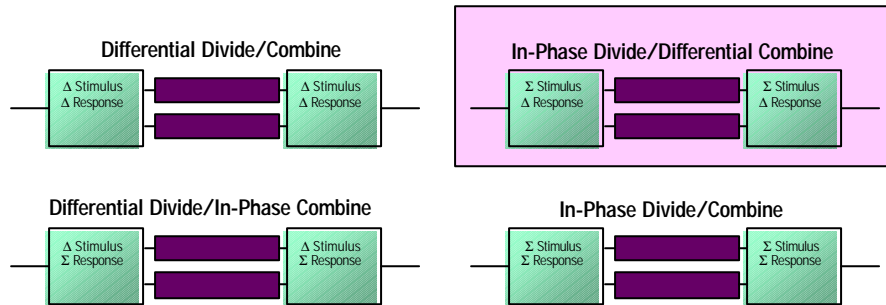 Differential Divide/Combine
Δ Stimulus
Δ Response
Δ Stimulus
Δ Response
In-Phase Divide/Differential Combine
Σ Stimulus
Δ Response
Σ Stimulus
Δ Response
Differential Divide/In-Phase Combine
Δ Stimulus
Σ Response
Δ Stimulus
Σ Response
In-Phase Divide/Combine
Σ Stimulus
Σ Response
Σ Stimulus
Σ Response